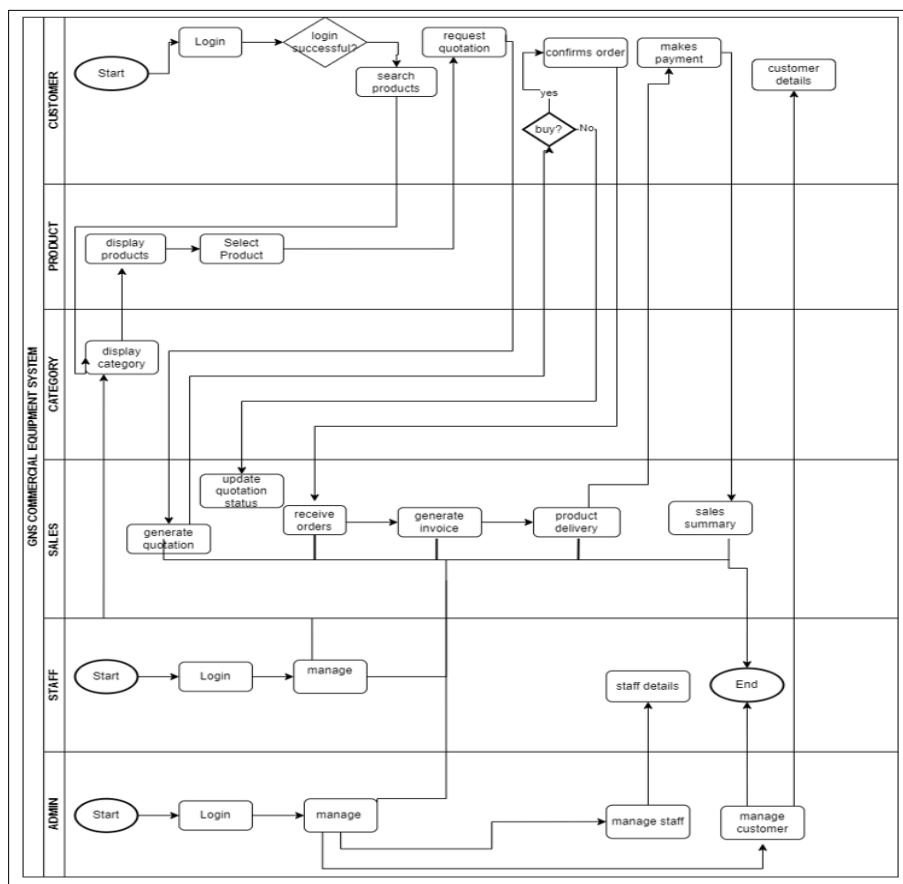 GNS COMMERCIAL EQUIPMENT SYSTEM
CUSTOMER
Start
Login
login
successful?
search
products
request
quotation
confirms order
yes
buy?
No
makes
payment
customer
details
PRODUCT
display
products
Select
Product
CATEGORY
display
category
SALES
generate
quotation
update
quotation
status
receive
orders
generate
invoice
product
delivery
sales
summary
STAFF
Start
Login
manage
staff details
End
ADMIN
Start
Login
manage
manage staff
manage
customer